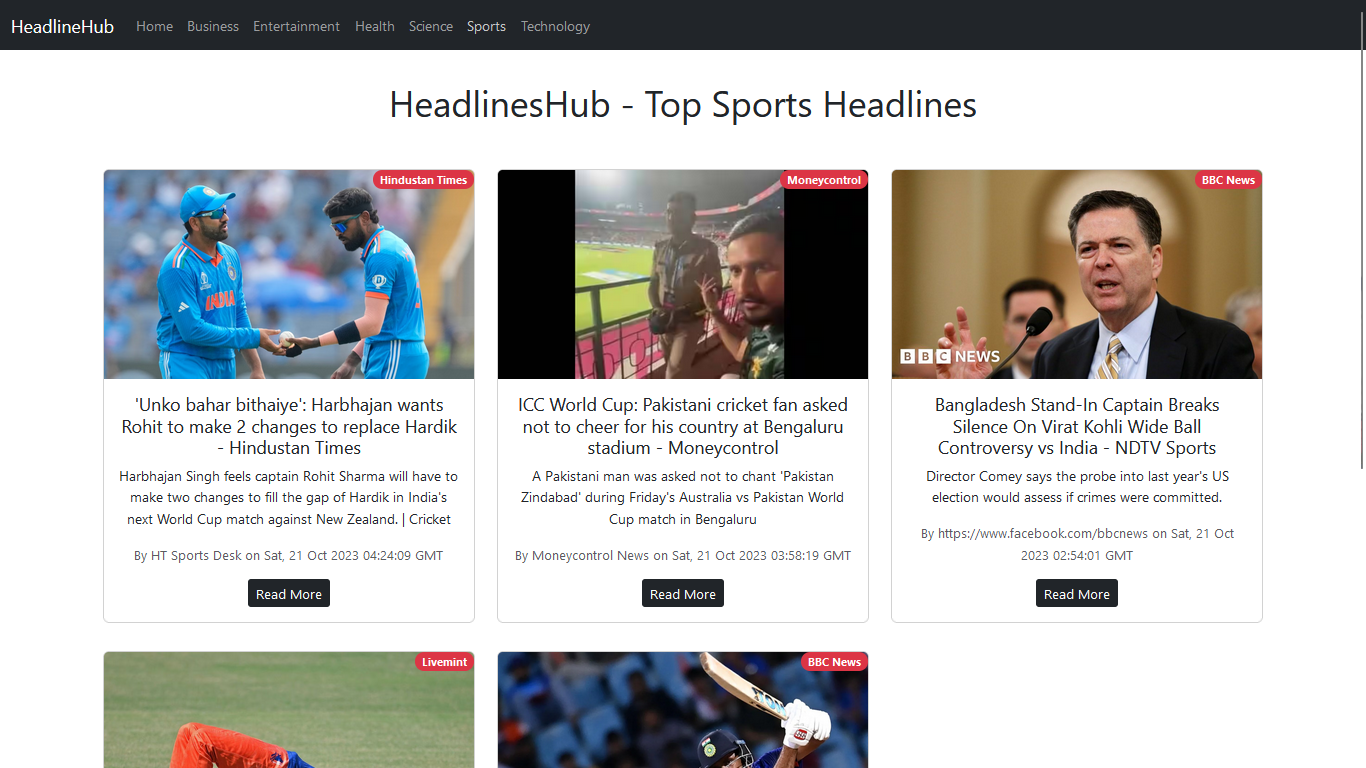 HeadlineHub Home Business Entertainment Health Science Sports Technology
HeadlinesHub - Top Sports Headlines
Hindustan Times
INDIA
'Unko bahar bithaiye': Harbhajan wants
Rohit to make 2 changes to replace Hardik
- Hindustan Times
Harbhajan Singh feels captain Rohit Sharma will have to
make two changes to fill the gap of Hardik in India's
next World Cup match against New Zealand. | Cricket
By HT Sports Desk on Sat, 21 Oct 2023 04:24:09 GMT
Read More
Moneycontrol
ICC World Cup: Pakistani cricket fan asked
not to cheer for his country at Bengaluru
stadium - Moneycontrol
A Pakistani man was asked not to chant 'Pakistan
Zindabad' during Friday's Australia vs Pakistan World
Cup match in Bengaluru
By Moneycontrol News on Sat, 21 Oct 2023 03:58:19 GMT
Read More
BBC News
BBC NEWS
Bangladesh Stand-In Captain Breaks
Silence On Virat Kohli Wide Ball
Controversy vs India - NDTV Sports
Director Comey says the probe into last year's US
election would assess if crimes were committed.
By https://www.facebook.com/bbcnews on Sat, 21 Oct
2023 02:54:01 GMT
Read More
Livemint
BBC News